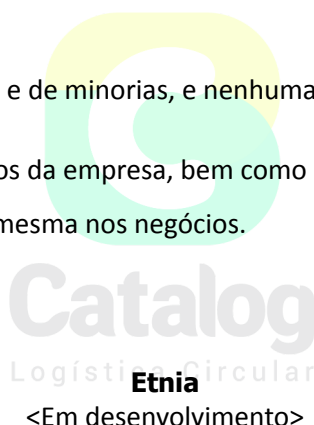 e de minorias, e nenhuma
os da empresa, bem como
mesma nos negócios.
Catalog
Logística Circular
Etnia
<Em desenvolvimento>